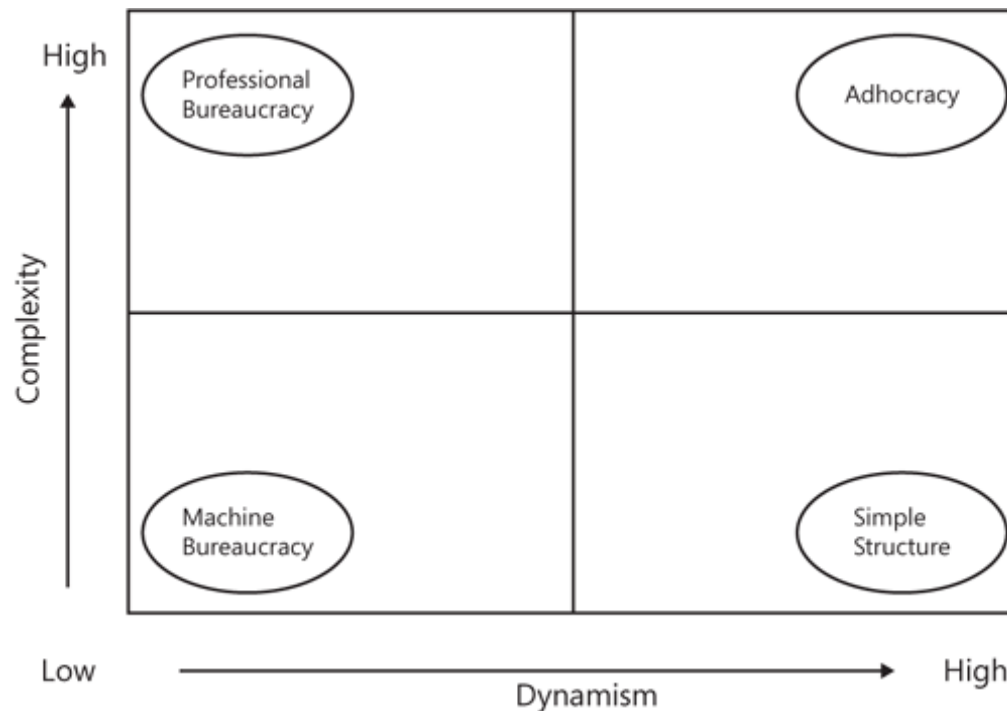 High
Professional
Bureaucracy
Adhocracy
Complexity
Machine
Bureaucracy
Simple
Structure
Low
High
Dynamism